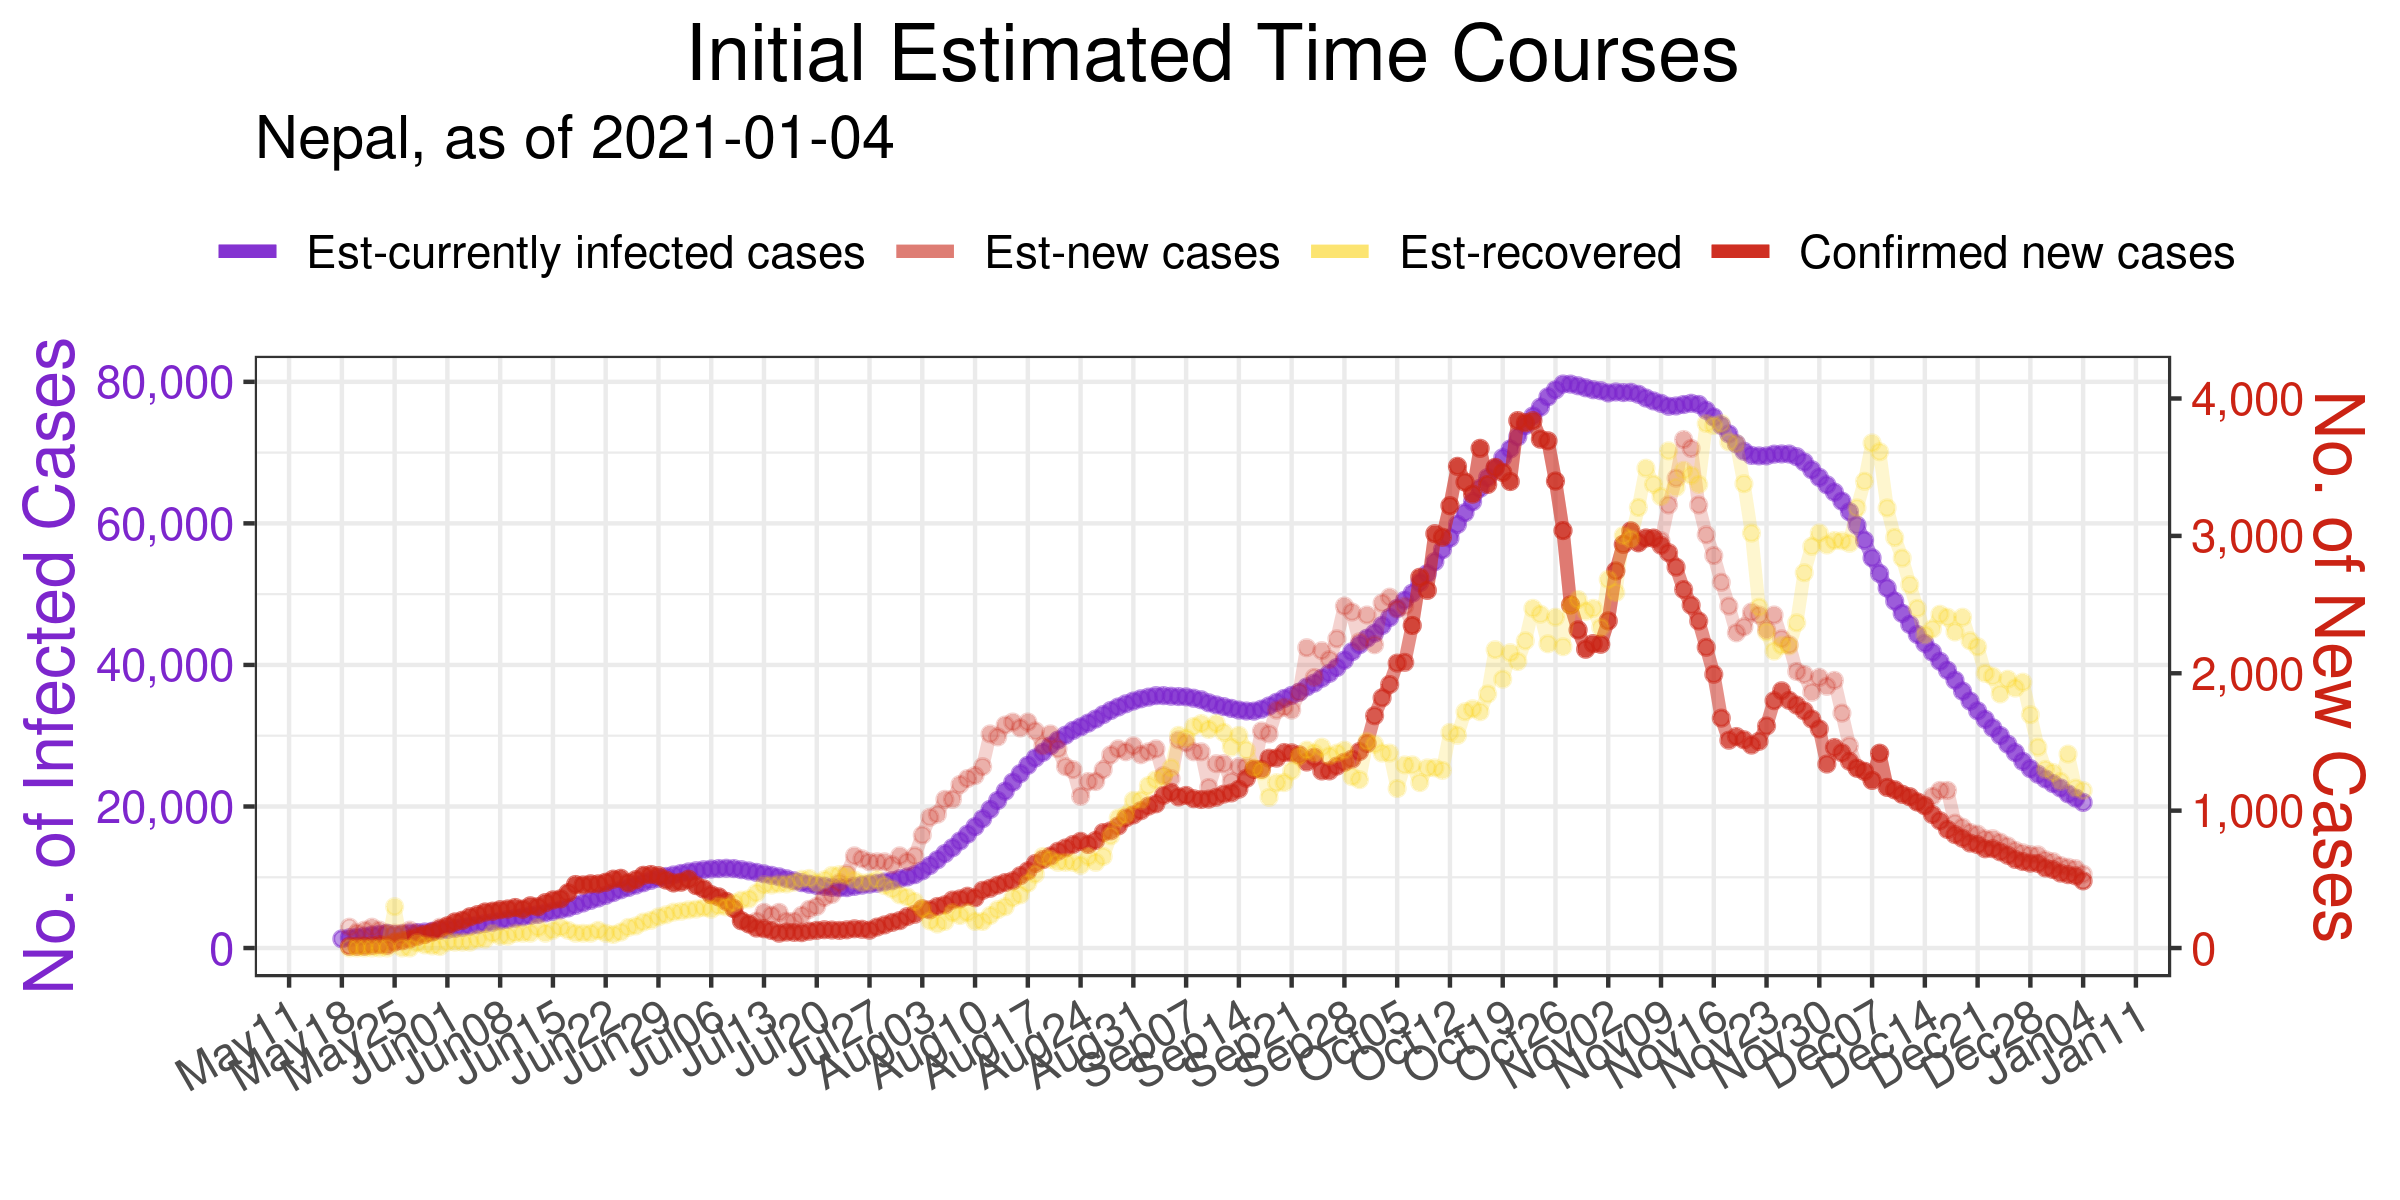 Initial Estimated Time Courses
Nepal, as of 2021-01-04
Est-currently infected cases Est-new cases Est-recovered Confirmed new cases
No. of Infected Cases
80,000
60,000
40,000
20,000
0
4,000
3,000
2,000
1,000
0
No. of New Cases
May11 May18 May25 Jun01 Jun08 Jun15 Jun22 Jun29 Jul06 Jul13 Jul20 Jul27 Aug03 Aug10 Aug17 Aug24 Aug31 Sep07 Sep14 Sep21 Sep28 Oct05 Oct12 Oct19 Oct26 Nov02 Nov09 Nov16 Nov23 Nov30 Dec07 Dec14 Dec21 Dec28 Jan04 Jan11